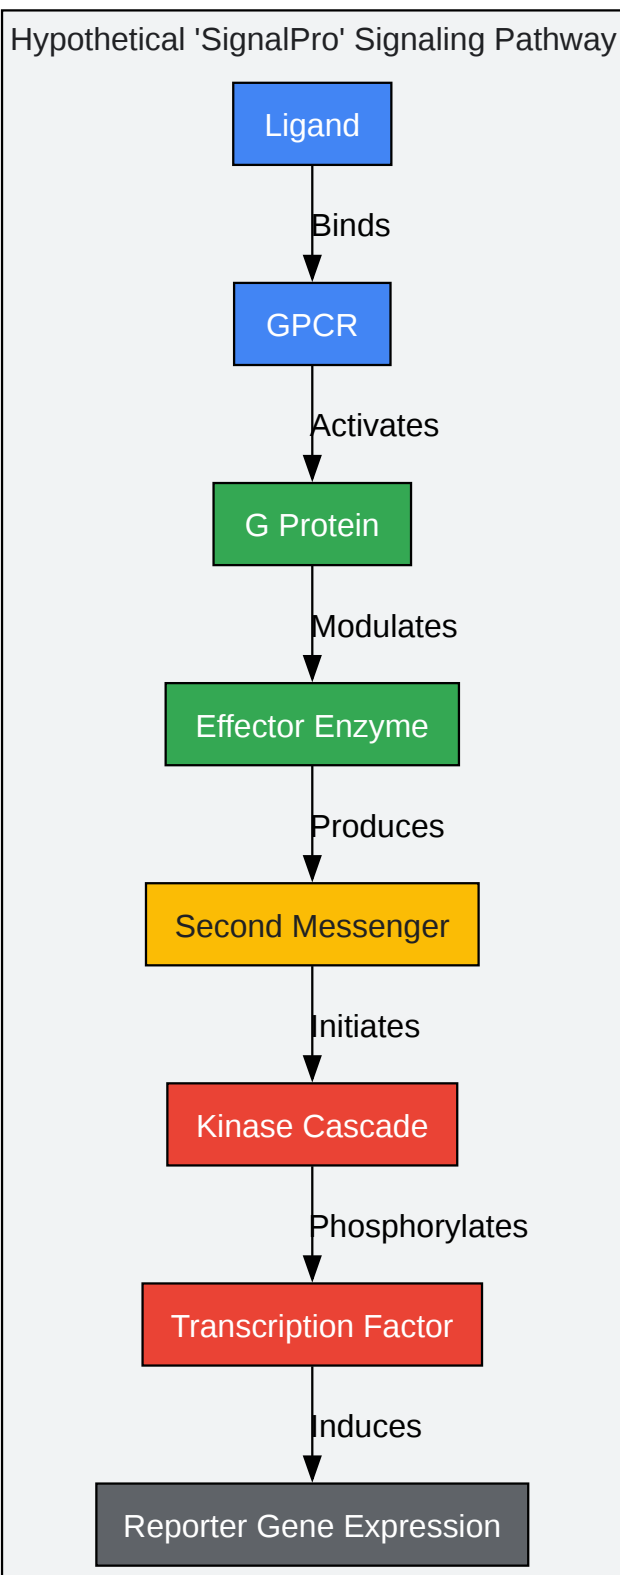 Hypothetical 'SignalPro' Signaling Pathway
Ligand
Binds
GPCR
Activates
G Protein
Modulates
Effector Enzyme
Produces
Second Messenger
Initiates
Kinase Cascade
Phosphorylates
Transcription Factor
Induces
Reporter Gene Expression